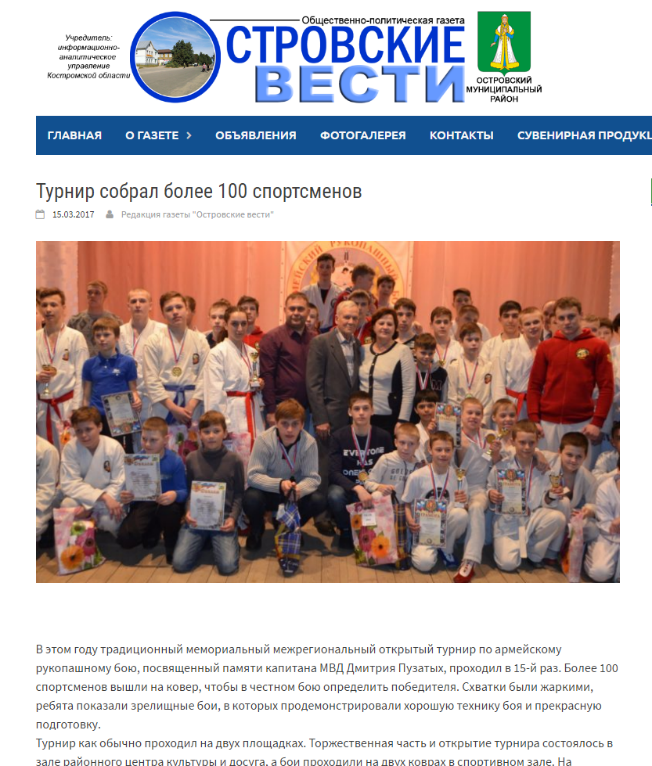 Учредитель:
информационно-
аналитическое
управление
Костромской области
Общественно-политическая газета
СТРОВСКИЕ
ВЕСТИ
ОСТРОВСКИЙ
МУНИЦИПАЛЬНЫЙ
РАЙОН
ГЛАВНАЯ О ГАЗЕТЕ ОБЪЯВЛЕНИЯ ФОТОГАЛЕРЕЯ КОНТАКТЫ СУВЕНИРНАЯ ПРОДУКЦ
Турнир собрал более 100 спортсменов
15.03.2017 Редакция газеты "Островские вести"
В этом году традиционный мемориальный межрегиональный открытый турнир по армейскому
рукопашному бою, посвященный памяти капитана МВД Дмитрия Пузатых, проходил в 15-й раз. Более 100
спортсменов вышли на ковер, чтобы в честном бою определить победителя. Схватки были жаркими,
ребята показали зрелищные бои, в которых продемонстрировали хорошую технику боя и прекрасную
подготовку.
Турнир как обычно проходил на двух площадках. Торжественная часть и открытие турнира состоялось в
зале районного центра культуры и досуга, а бои проходили на двух коврах в спортивном зале. На